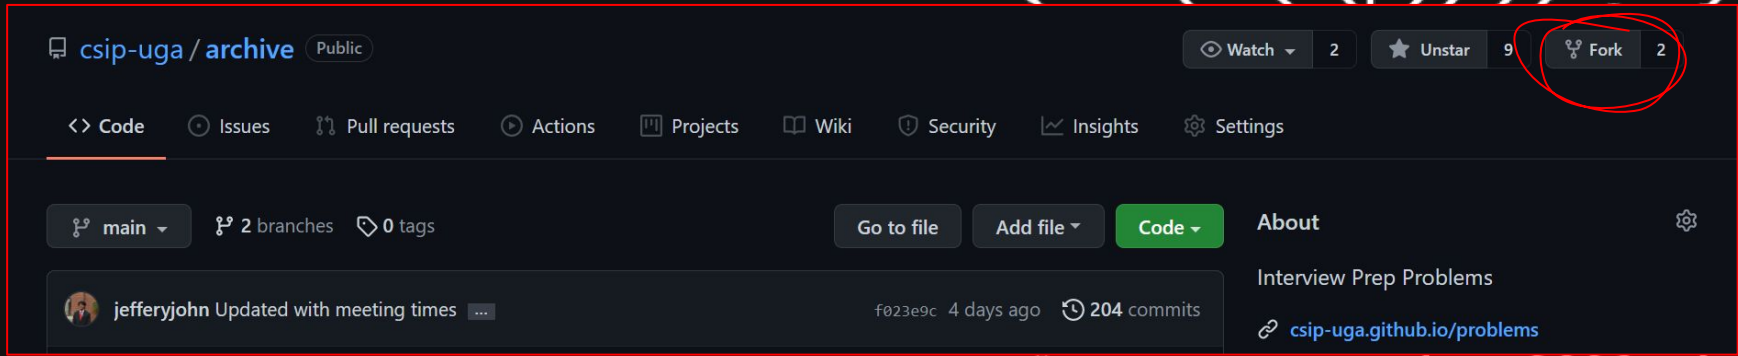 csip-uga / archive Public Watch 2 Unstar 9 Fork 2
Code Issues Pull requests Actions Projects Wiki Security Insights Settings
main 2 branches 0 tags Go to file Add file Code About
Interview Prep Problems
jefferyjohn Updated with meeting times ... f023e9c 4 days ago 204 commits
csip-uga.github.io/problems